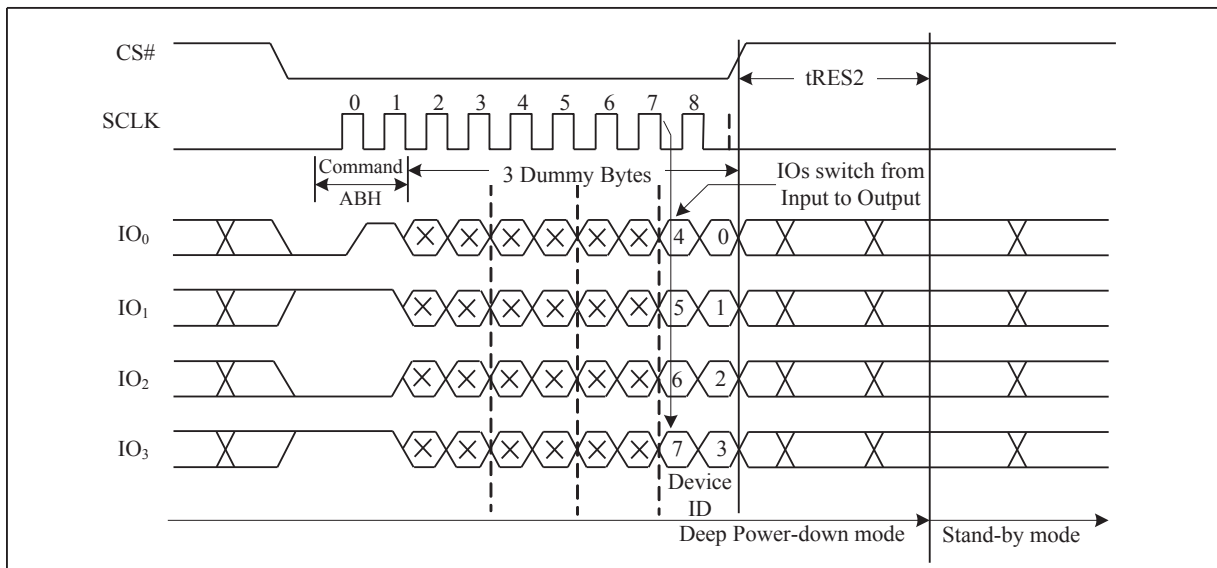 CS#
tRES2
0 1 2 3 4 5 6 7 8
SCLK
Command
ABH
3 Dummy Bytes
IOs switch from
Input to Output
IO₀
4 0
IO₁
5 1
IO₂
6 2
IO₃
7 3
Device
ID
Deep Power-down mode
Stand-by mode